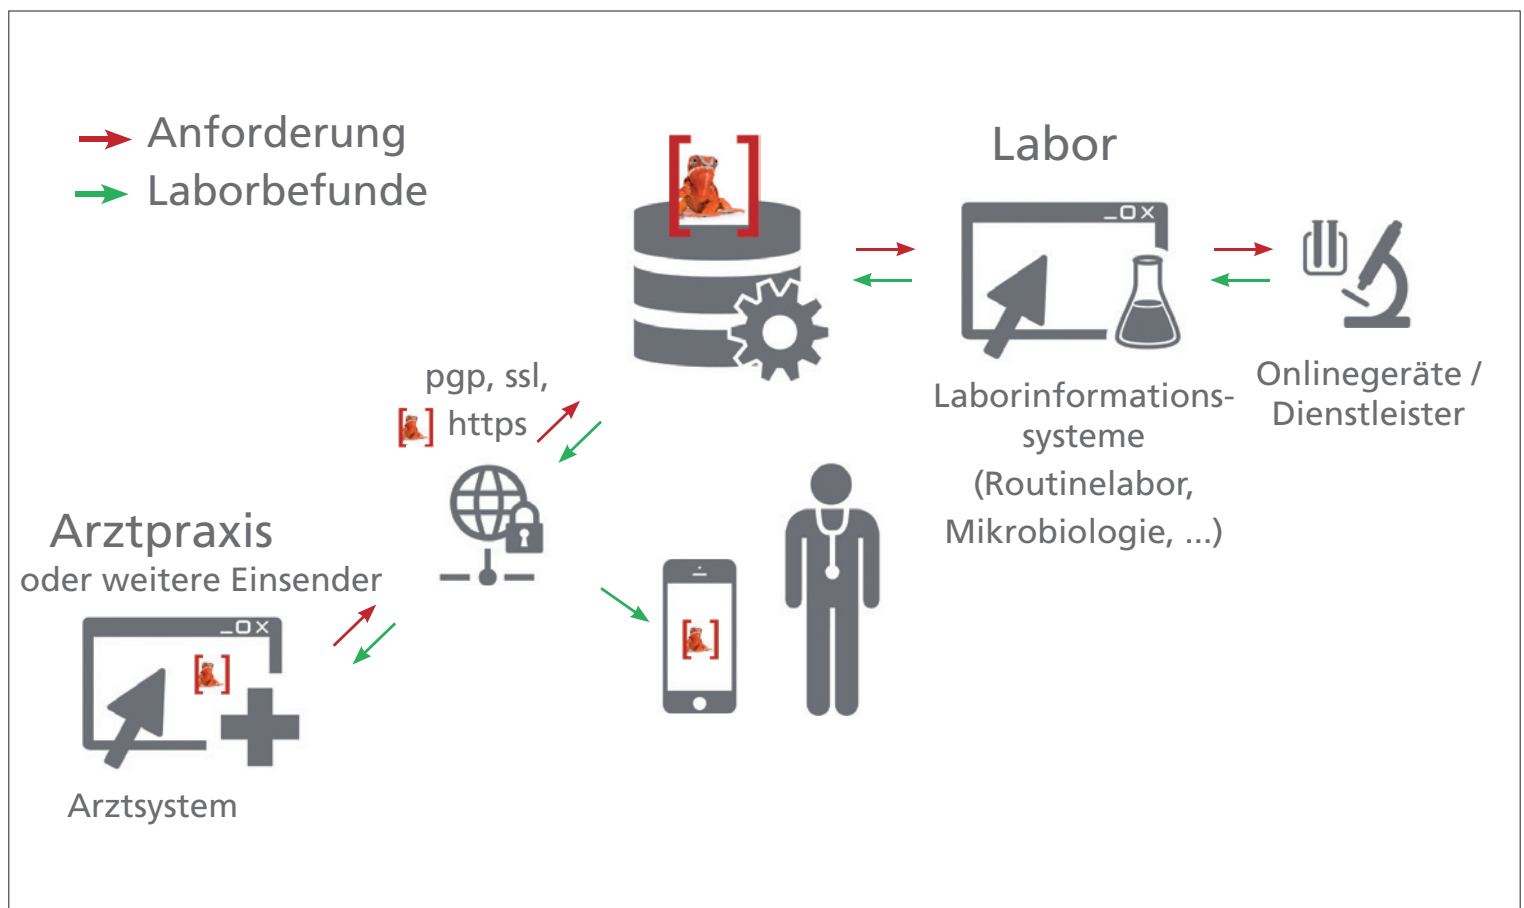 Anforderung
Laborbefunde
Labor
Laborinformations-
systeme
(Routinelabor,
Mikrobiologie, ...)
Onlinegeräte /
Dienstleister
pgp, ssl,
https
Arztpraxis
oder weitere Einsender
Arztsystem